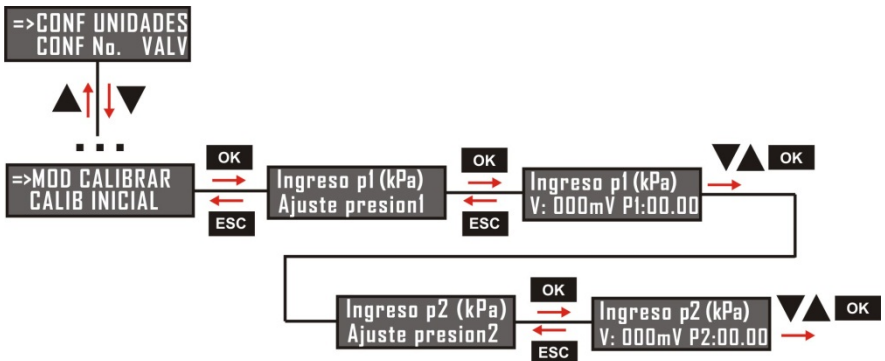 =>CONF UNIDADES
CONF No. VALV
...
=>MOD CALIBRAR
CALIB INICIAL
OK
ESC
Ingreso p1 (kPa)
Ajuste presion1
OK
ESC
Ingreso p1 (kPa)
V: 000mV P1:00.00
OK
Ingreso p2 (kPa)
Ajuste presion2
OK
ESC
Ingreso p2 (kPa)
V: 000mV P2:00.00
OK